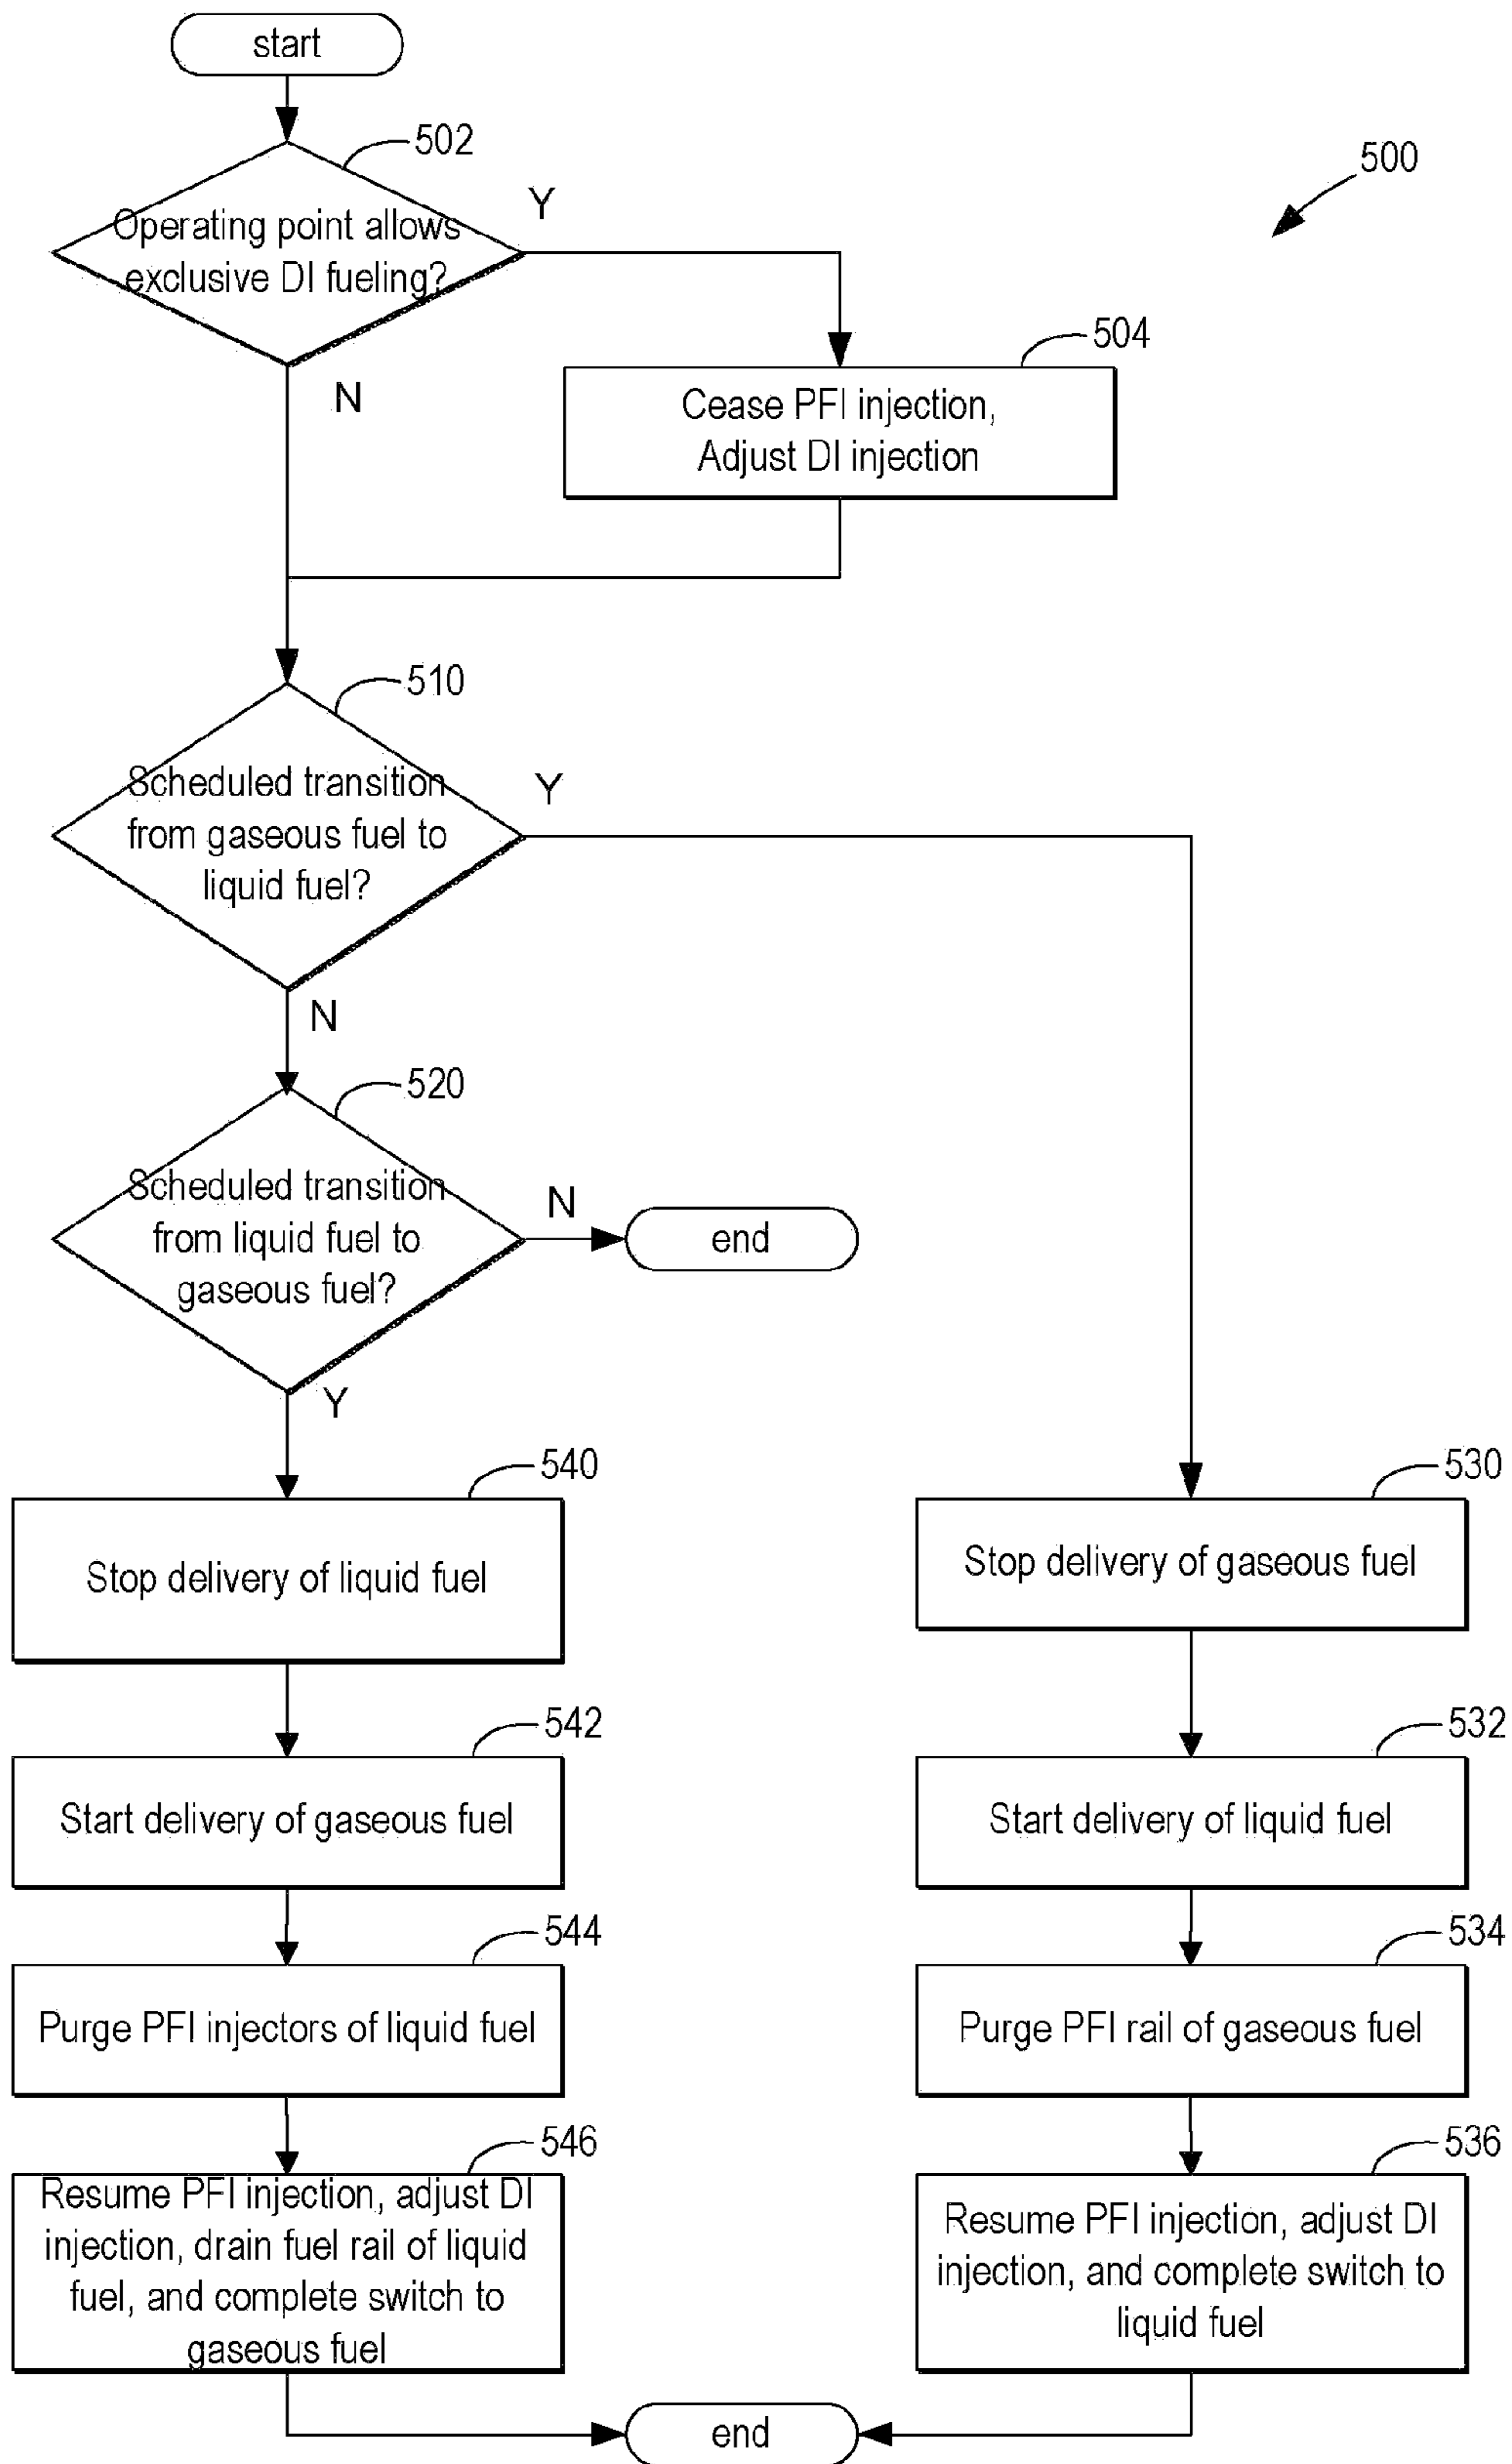 start
502
500
Operating point allows
exclusive DI fueling?
Y
N
504
Cease PFI injection,
Adjust DI injection
510
Scheduled transition
from gaseous fuel to
liquid fuel?
Y
N
520
Scheduled transition
from liquid fuel to
gaseous fuel?
N
end
Y
540
Stop delivery of liquid fuel
530
Stop delivery of gaseous fuel
542
Start delivery of gaseous fuel
532
Start delivery of liquid fuel
544
Purge PFI injectors of liquid fuel
534
Purge PFI rail of gaseous fuel
546
Resume PFI injection, adjust DI
injection, drain fuel rail of liquid
fuel, and complete switch to
gaseous fuel
536
Resume PFI injection, adjust DI
injection, and complete switch to
liquid fuel
end